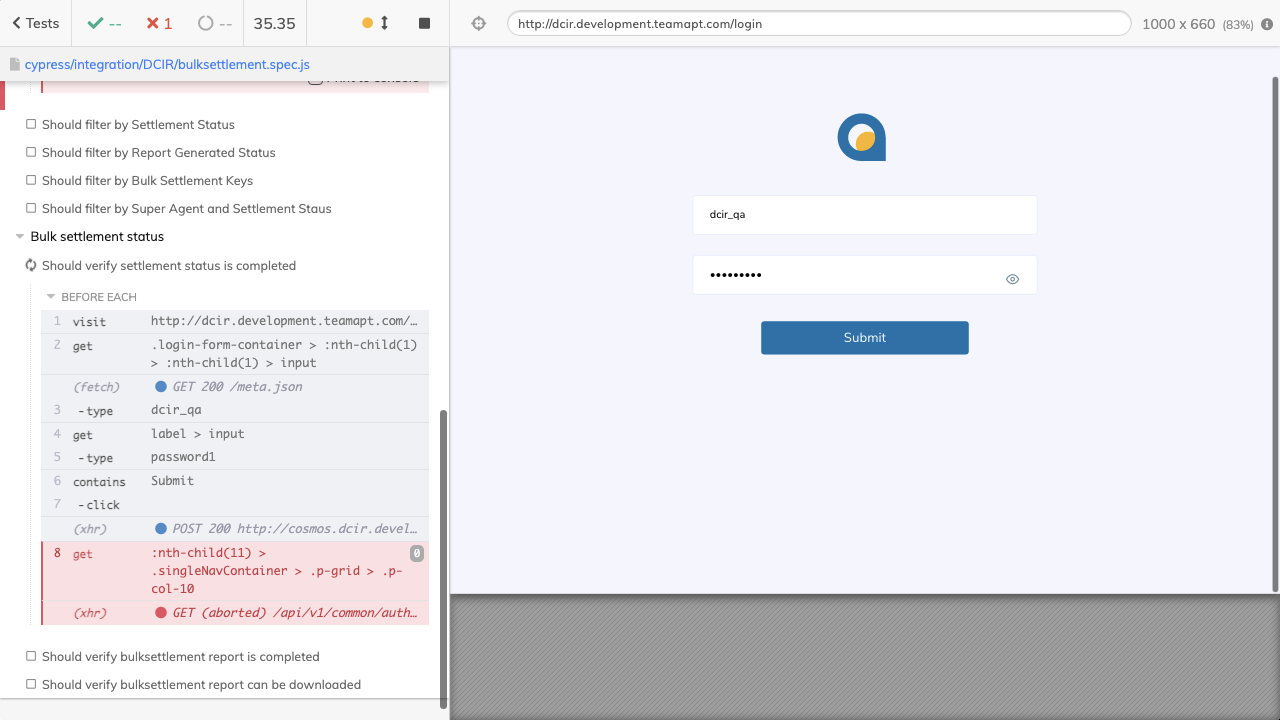 Tests
--
1
--
35.35
http://dcir.development.teamapt.com/login
1000 x 660 (83%)
cypress/integration/DCIR/bulksettlement.spec.js
Should filter by Settlement Status
Should filter by Report Generated Status
Should filter by Bulk Settlement Keys
Should filter by Super Agent and Settlement Staus
Bulk settlement status
Should verify settlement status is completed
BEFORE EACH
1 visit http://dcir.development.teamapt.com/…
2 get .login-form-container > :nth-child(1)
> :nth-child(1) > input
(fetch) GET 200 /meta.json
3 -type dcir_qa
4 get label > input
5 -type password1
6 contains Submit
7 -click
(xhr) POST 200 http://cosmos.dcir.devel…
8 get :nth-child(11) > 0
.singleNavContainer > .p-grid > .p-
col-10
(xhr) GET (aborted) /api/v1/common/auth…
Should verify bulksettlement report is completed
Should verify bulksettlement report can be downloaded
dcir_qa
•••••••••
Submit